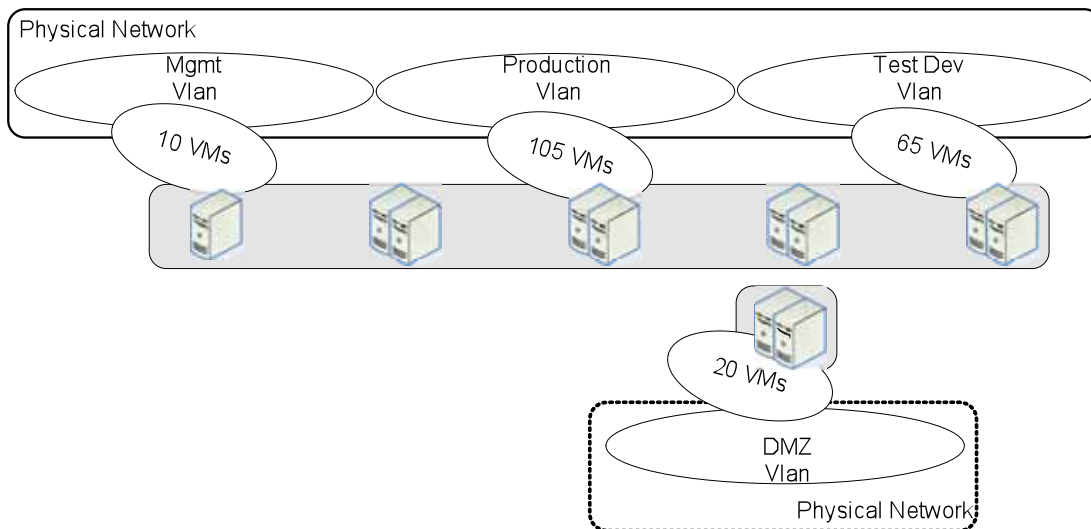 Physical Network
Mgmt
Vlan
Production
Vlan
Test Dev
Vlan
10 VMs
105 VMs
65 VMs
20 VMs
DMZ
Vlan
Physical Network